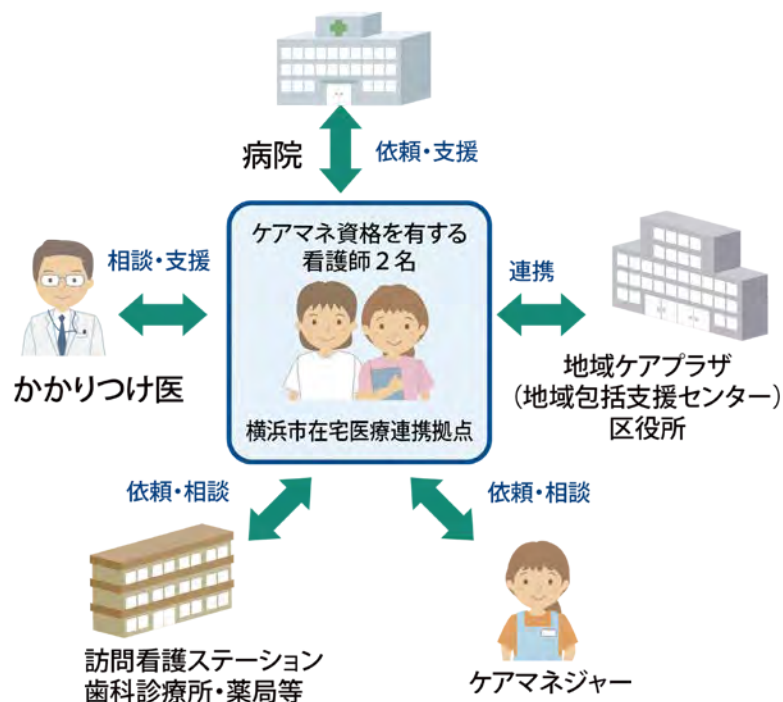 病院
依頼・支援
ケアマネ資格を有する
看護師２名
横浜市在宅医療連携拠点
相談・支援
かかりつけ医
連携
地域ケアプラザ
（地域包括支援センター）
区役所
依頼・相談
訪問看護ステーション
歯科診療所・薬局等
依頼・相談
ケアマネジャー